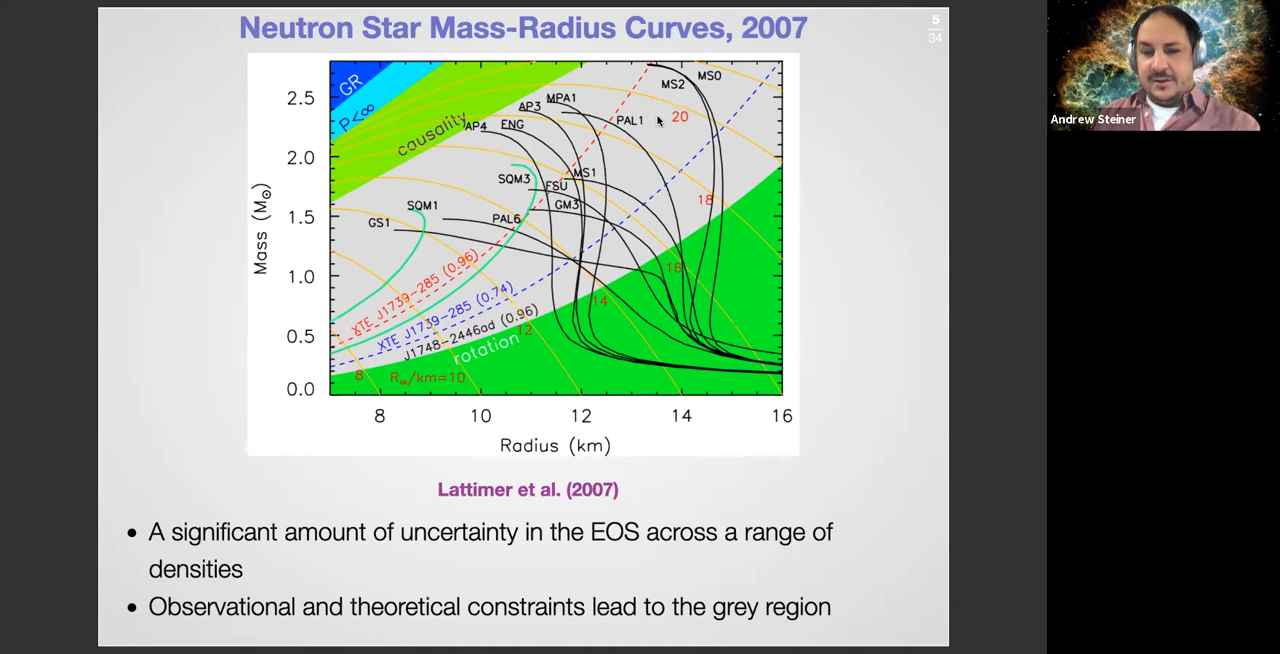 Neutron Star Mass-Radius Curves, 2007
5
34
Andrew Steiner
GR
P<∞
causality
AP4
ENG
AP3
MPA1
PAL1
MS2
MS0
20
SQM3
FSU
MS1
18
SQM1
GS1
PAL6
GM3
16
XTE J1739-285 (0.96)
XTE J1739-285 (0.74)
J1748-2446ad (0.96)
rotation
14
12
8
R∞/km=10
Mass (M⊙)
2.5
2.0
1.5
1.0
0.5
0.0
8 10 12 14 16
Radius (km)
Lattimer et al. (2007)
• A significant amount of uncertainty in the EOS across a range of
densities
• Observational and theoretical constraints lead to the grey region